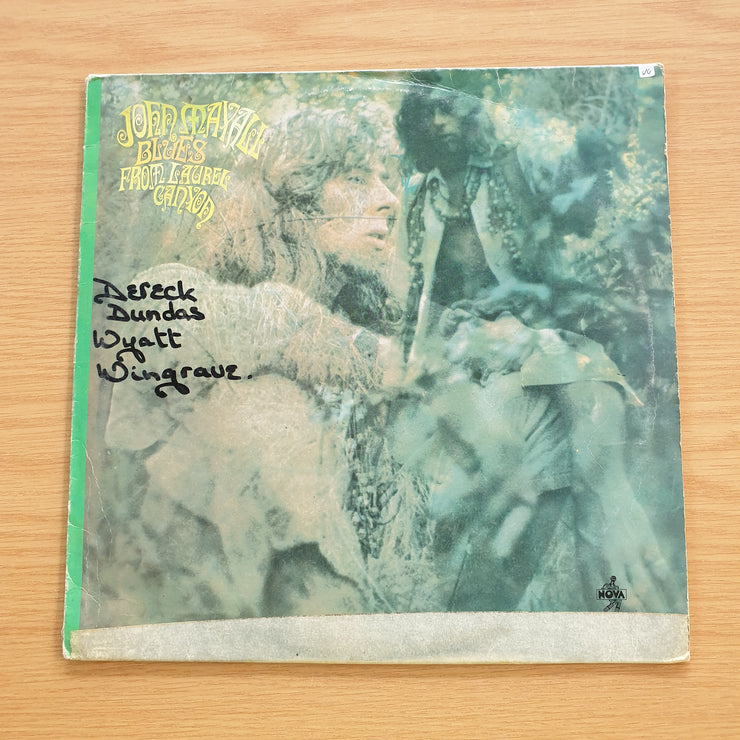 JOHN MAYALL
BLUES
FROM LAUREL
CANYON
Dereck
Dundas
Wyatt
Wingrave.
NOVA